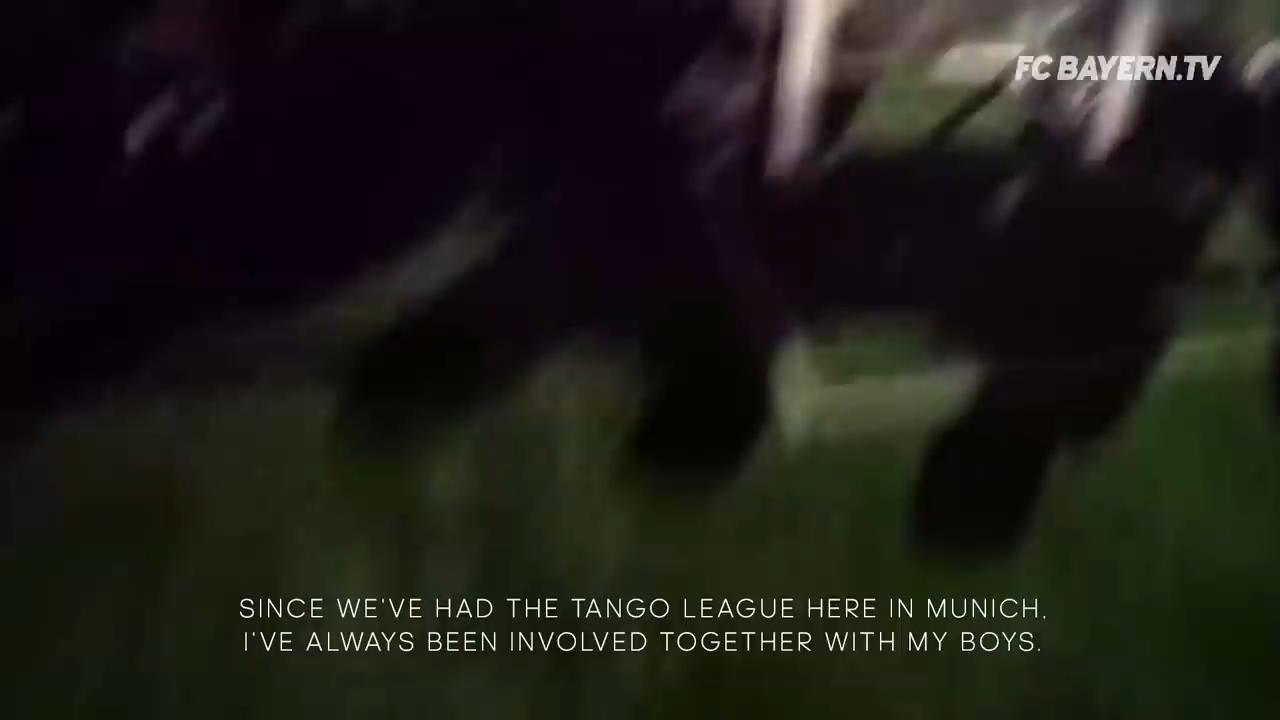 FC BAYERN.TV
SINCE WE'VE HAD THE TANGO LEAGUE HERE IN MUNICH,
I'VE ALWAYS BEEN INVOLVED TOGETHER WITH MY BOYS.